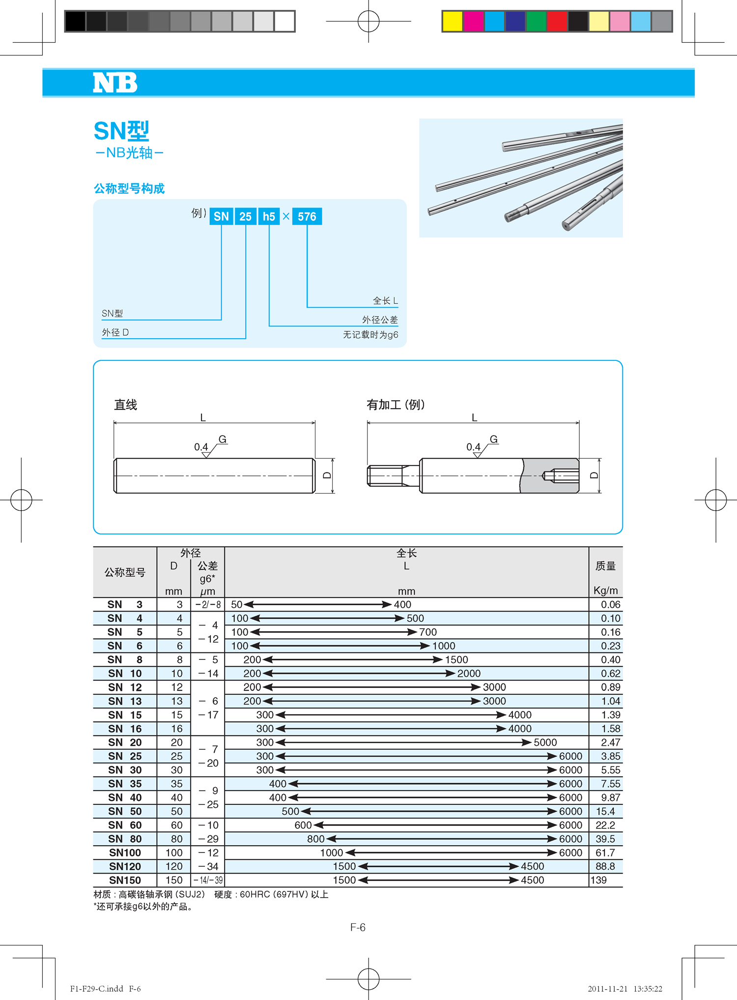 NB
SN型
－NB光轴－
公称型号构成
例) SN 25 h5 × 576
全长 L
SN型
外径公差
外径 D
无记载时为g6
直线
有加工 (例)
L
L
G
G
0.4
0.4
D
D
公称型号 外径 全长 质量
D 公差 L
g6*
mm μm mm Kg/m
SN 3 3 －2/－8 50 400 0.06
SN 4 4 － 4 －12 100 500 0.10
SN 5 5 100 700 0.16
SN 6 6 100 1000 0.23
SN 8 8 － 5 200 1500 0.40
SN 10 10 －14 200 2000 0.62
SN 12 12 200 3000 0.89
SN 13 13 － 6 200 3000 1.04
SN 15 15 －17 300 4000 1.39
SN 16 16 300 4000 1.58
SN 20 20 － 7 －20 300 5000 2.47
SN 25 25 300 6000 3.85
SN 30 30 300 6000 5.55
SN 35 35 － 9 －25 400 6000 7.55
SN 40 40 400 6000 9.87
SN 50 50 500 6000 15.4
SN 60 60 －10 600 6000 22.2
SN 80 80 －29 800 6000 39.5
SN100 100 －12 1000 6000 61.7
SN120 120 －34 1500 4500 88.8
SN150 150 －14/－39 1500 4500 139
材质：高碳铬轴承钢 (SUJ2) 硬度：60HRC (697HV) 以上
*还可承接g6以外的产品。
F-6
F1-F29-C.indd F-6
2011-11-21 13:35:22